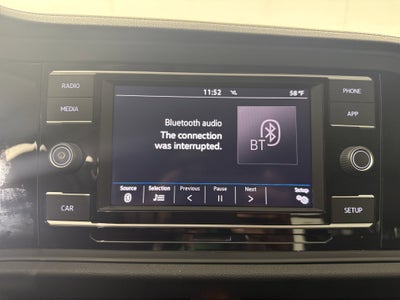 RADIO
MEDIA
CAR
11:52
58 °F
Bluetooth audio
The connection
was interrupted.
BT
Source
Selection
Previous
Pause
Next
Setup
PHONE
APP
SETUP